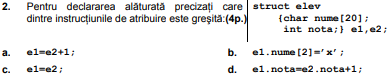 2. Pentru declararea alăturată precizați care
dintre instrucțiunile de atribuire este greșită:(4p.)
struct elev
{char nume[20];
int nota;} e1,e2;
a. e1=e2+1;
b. e1.nume[2]='x';
c. e1=e2;
d. e1.nota=e2.nota+1;